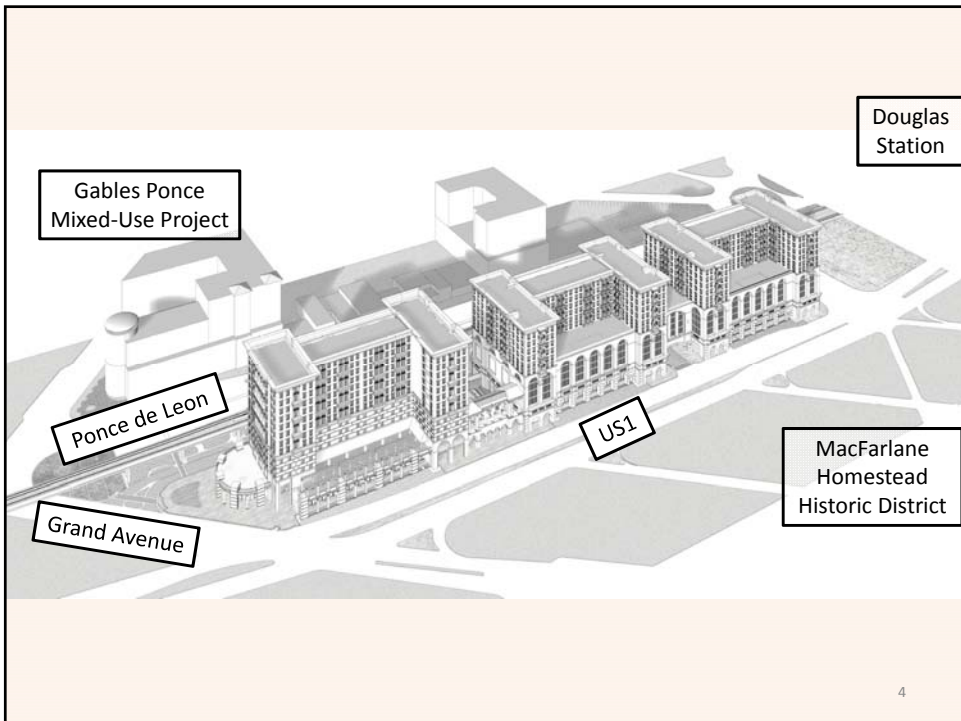 Douglas
Station
Gables Ponce
Mixed-Use Project
Ponce de Leon
US1
MacFarlane
Homestead
Historic District
Grand Avenue
4